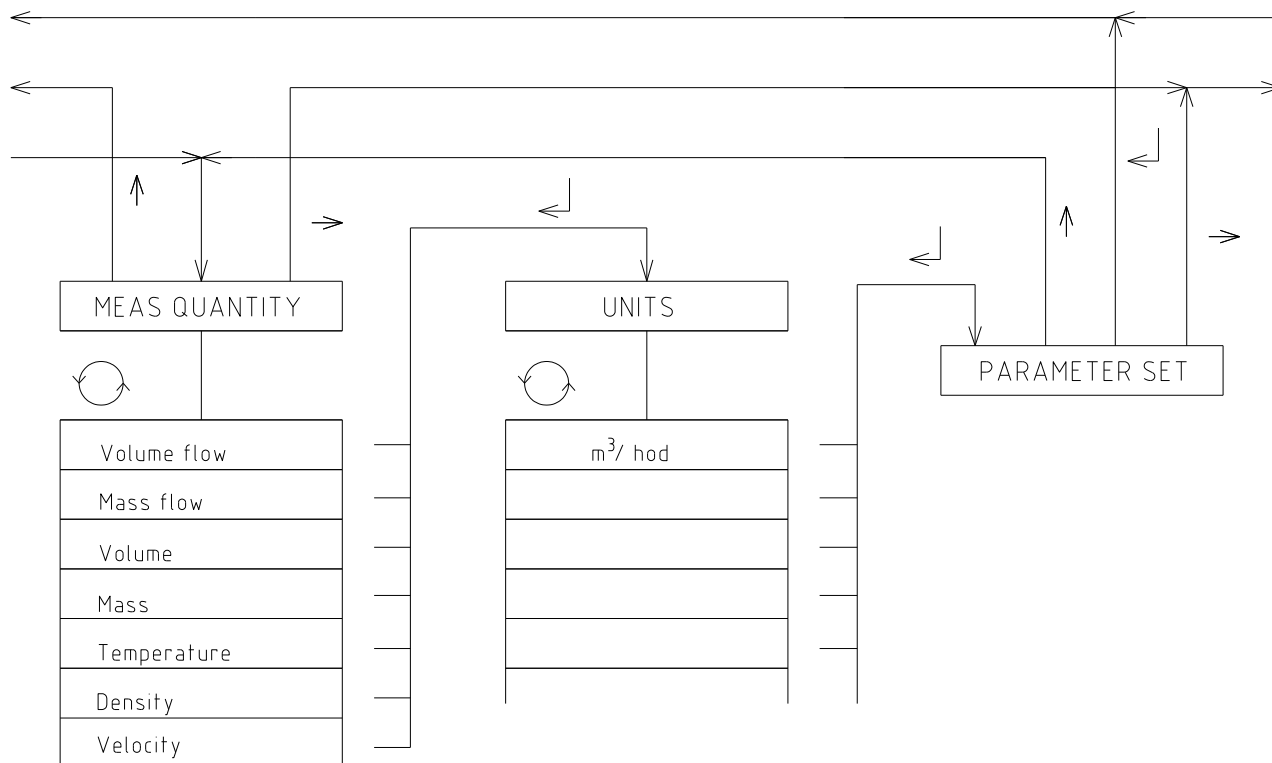 MEAS QUANTITY
UNITS
PARAMETER SET
Volume flow
m³/ hod
Mass flow
Volume
Mass
Temperature
Density
Velocity